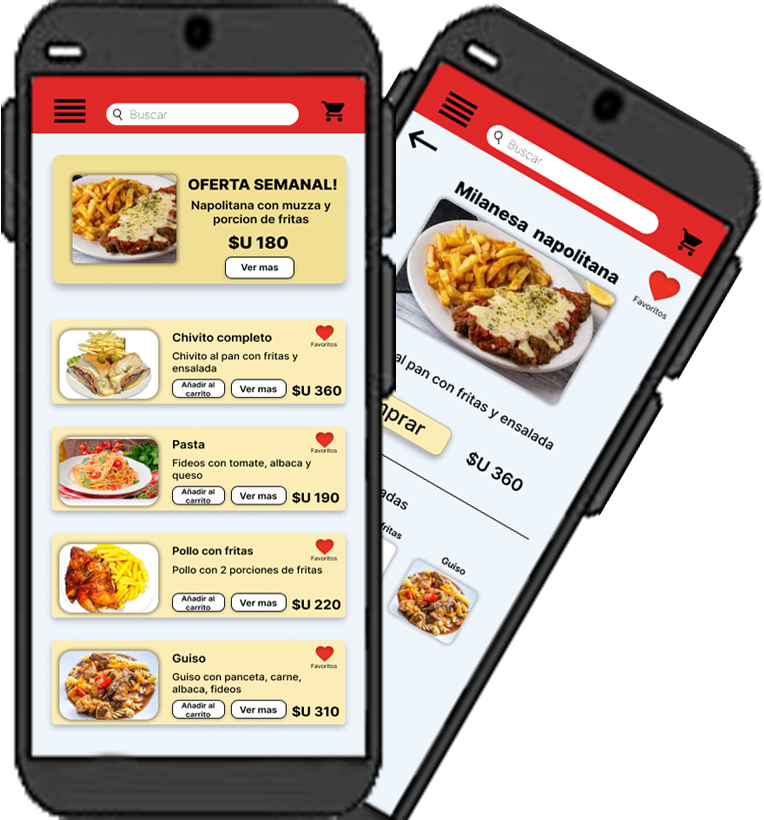 Buscar
OFERTA SEMANAL!
Napolitana con muzza y
porcion de fritas
$U 180
Ver mas
Chivito completo
Favoritos
Chivito al pan con fritas y
ensalada
Añadir al
carrito
Ver mas
$U 360
Pasta
Favoritos
Fideos con tomate, albaca y
queso
Añadir al
carrito
Ver mas
$U 190
Pollo con fritas
Favoritos
Pollo con 2 porciones de fritas
Añadir al
carrito
Ver mas
$U 220
Guiso
Favoritos
Guiso con panceta, carne,
albaca, fideos
Añadir al
carrito
Ver mas
$U 310
Buscar
Milanesa napolitana
Favoritos
al pan con fritas y ensalada
mprar
$U 360
adas
fritas
Guiso